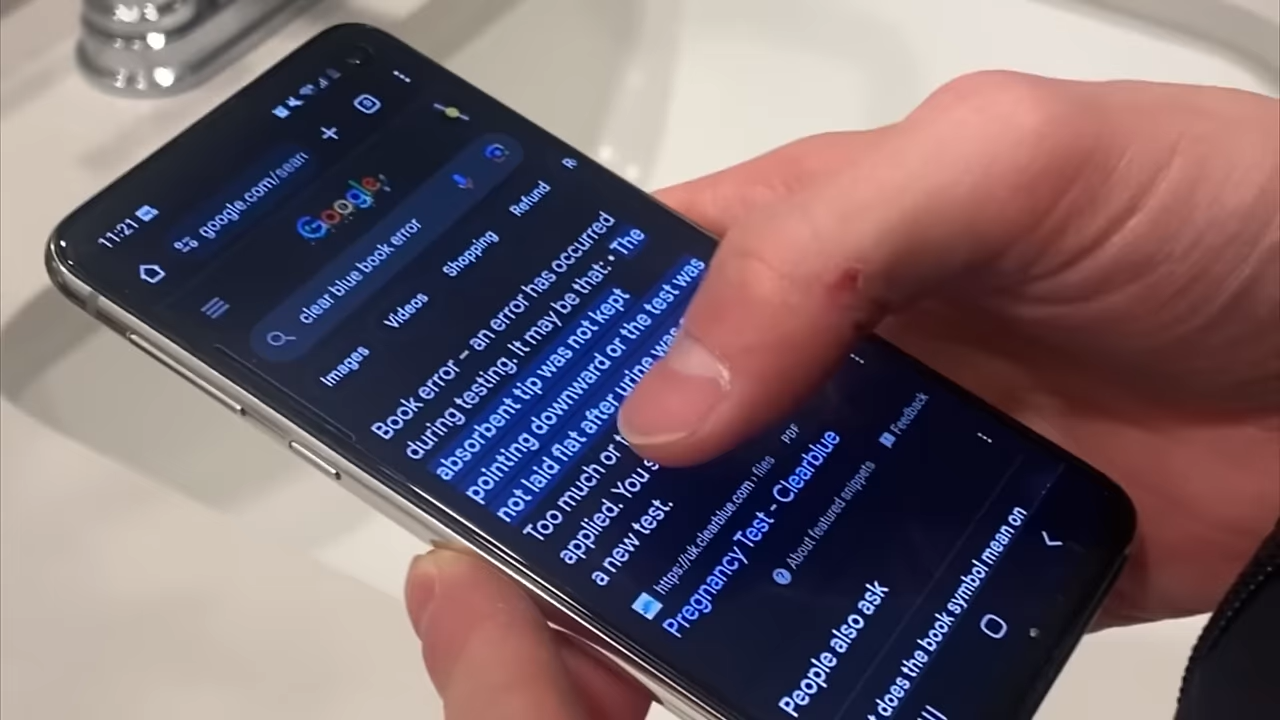 11:21
google.com/sear
9
Google
clear blue book error
Images Videos Shopping Refund
Book error – an error has occurred
during testing. It may be that: • The
absorbent tip was not kept
pointing downward or the test was
not laid flat after urine was
Too much or
applied. You s
a new test.
https://uk.clearblue.com › files PDF
Pregnancy Test - Clearblue
About featured snippets Feedback
People also ask
does the book symbol mean on